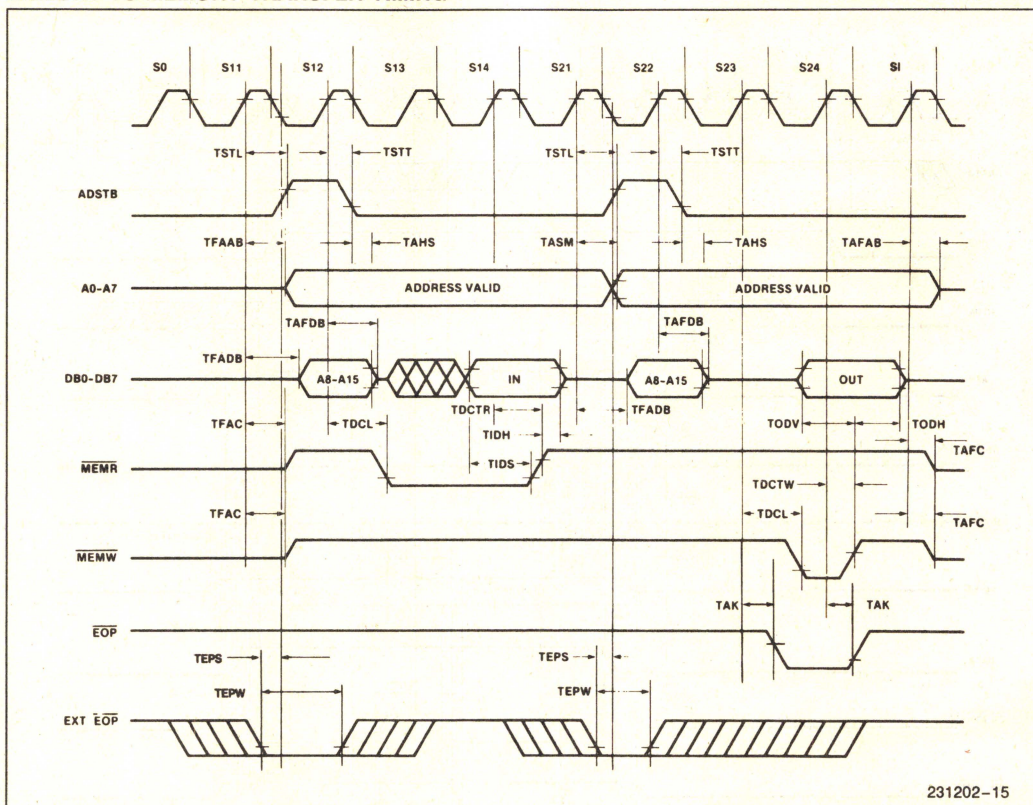 S0 S11 S12 S13 S14 S21 S22 S23 S24 SI
TSTL TSTT TSTL TSTT
ADSTB
TFAAB TAHS TASM TAHS TAFAB
A0-A7 ADDRESS VALID ADDRESS VALID
TAFDB TAFDB
TFADB
DB0-DB7 A8-A15 IN A8-A15 OUT
TDCTR TFADB
TFAC TDCL TODV TODH
TIDH TAFC
MEMR TIDS
TDCTW
TFAC TDCL TAFC
MEMW
TAK TAK
EOP
TEPS TEPS
TEPW TEPW
EXT EOP
231202-15